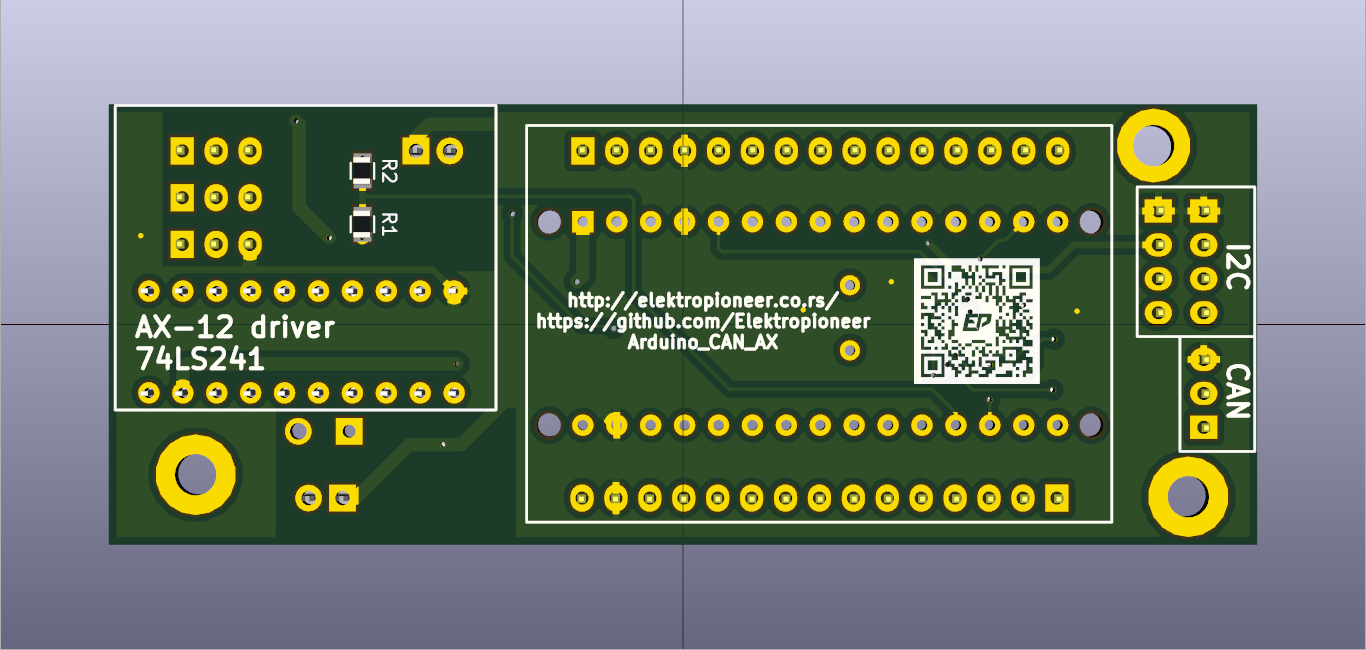 R2
R1
AX-12 driver
74LS241
http://elektropioneer.co.rs/
https://github.com/Elektropioneer
Arduino_CAN_AX
EP
I2C
CAN